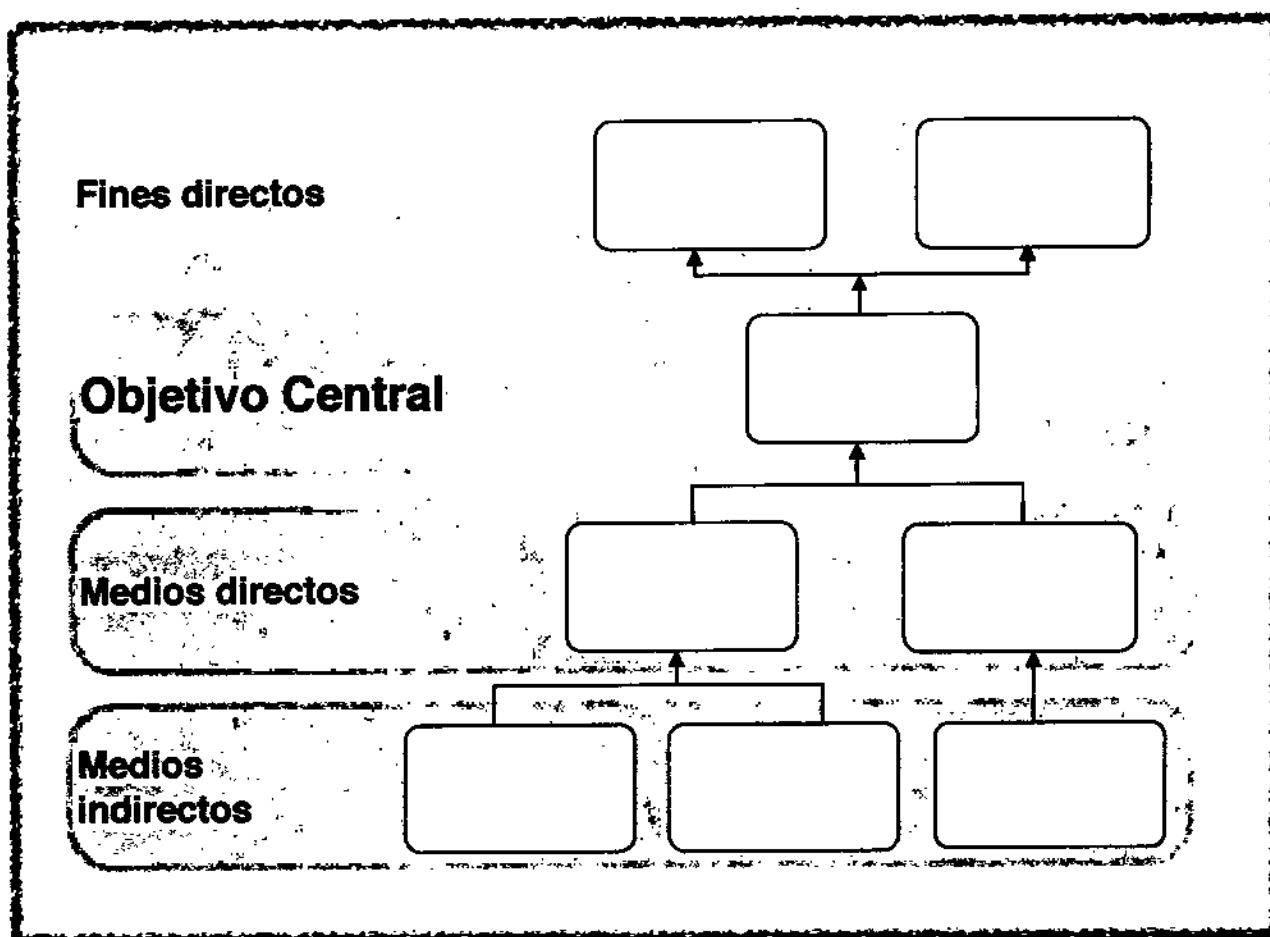 Fines directos
Objetivo Central
Medios directos
Medios
indirectos